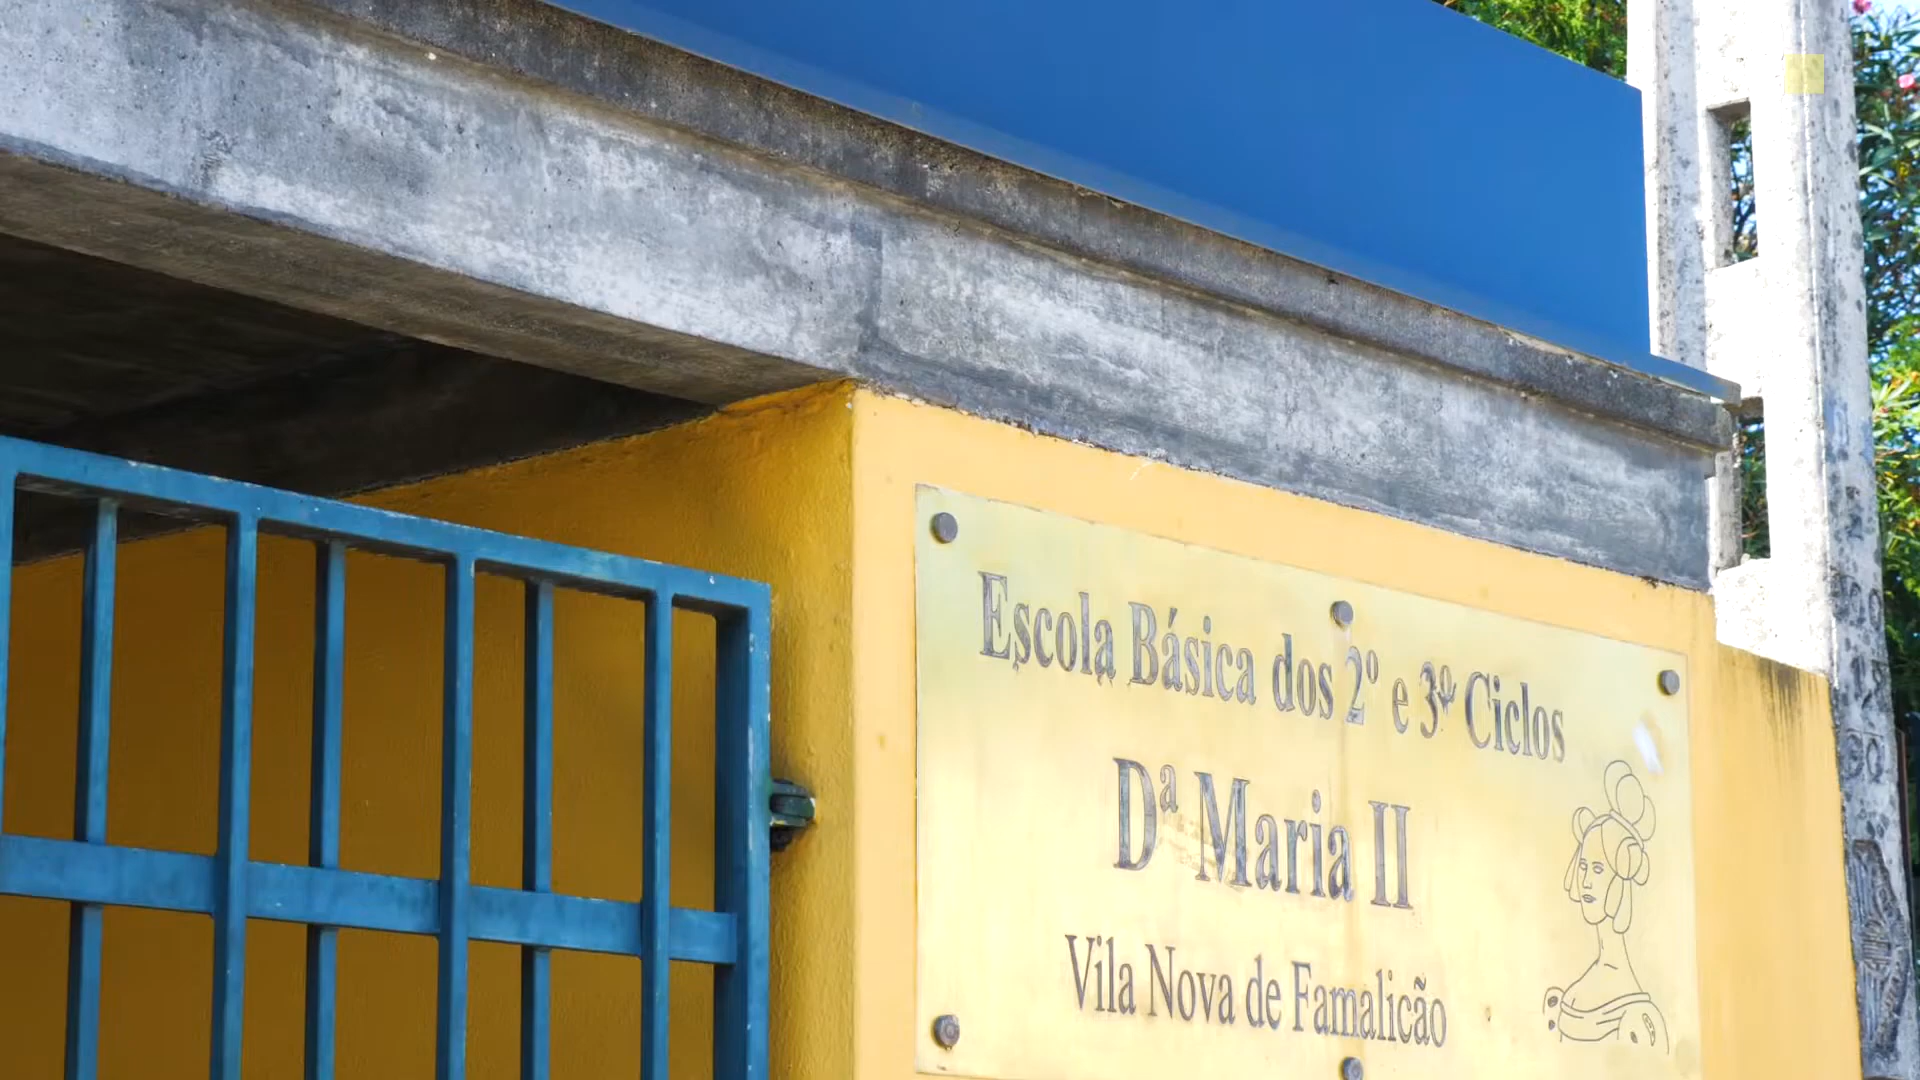 Escola Básica dos 2º e 3º Ciclos
Dª Maria II
Vila Nova de Famalicão